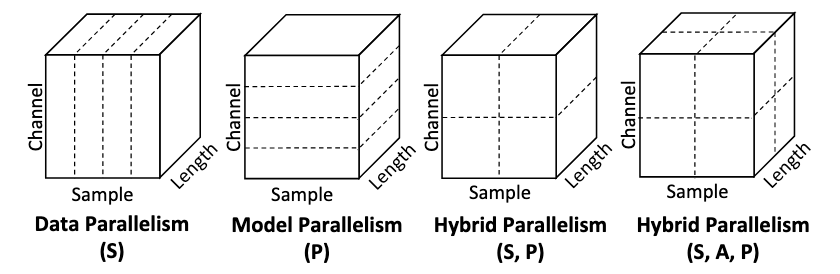 Channel
Sample
Length
Data Parallelism
(S)
Channel
Sample
Length
Model Parallelism
(P)
Channel
Sample
Length
Hybrid Parallelism
(S, P)
Channel
Sample
Length
Hybrid Parallelism
(S, A, P)